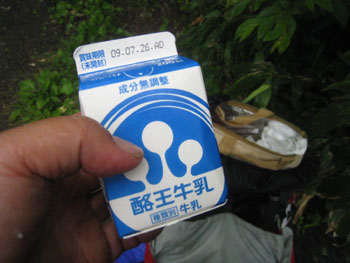 賞味期限
(未開封)
09.07.26.AD
成分無調整
酪王牛乳
種類別 牛乳